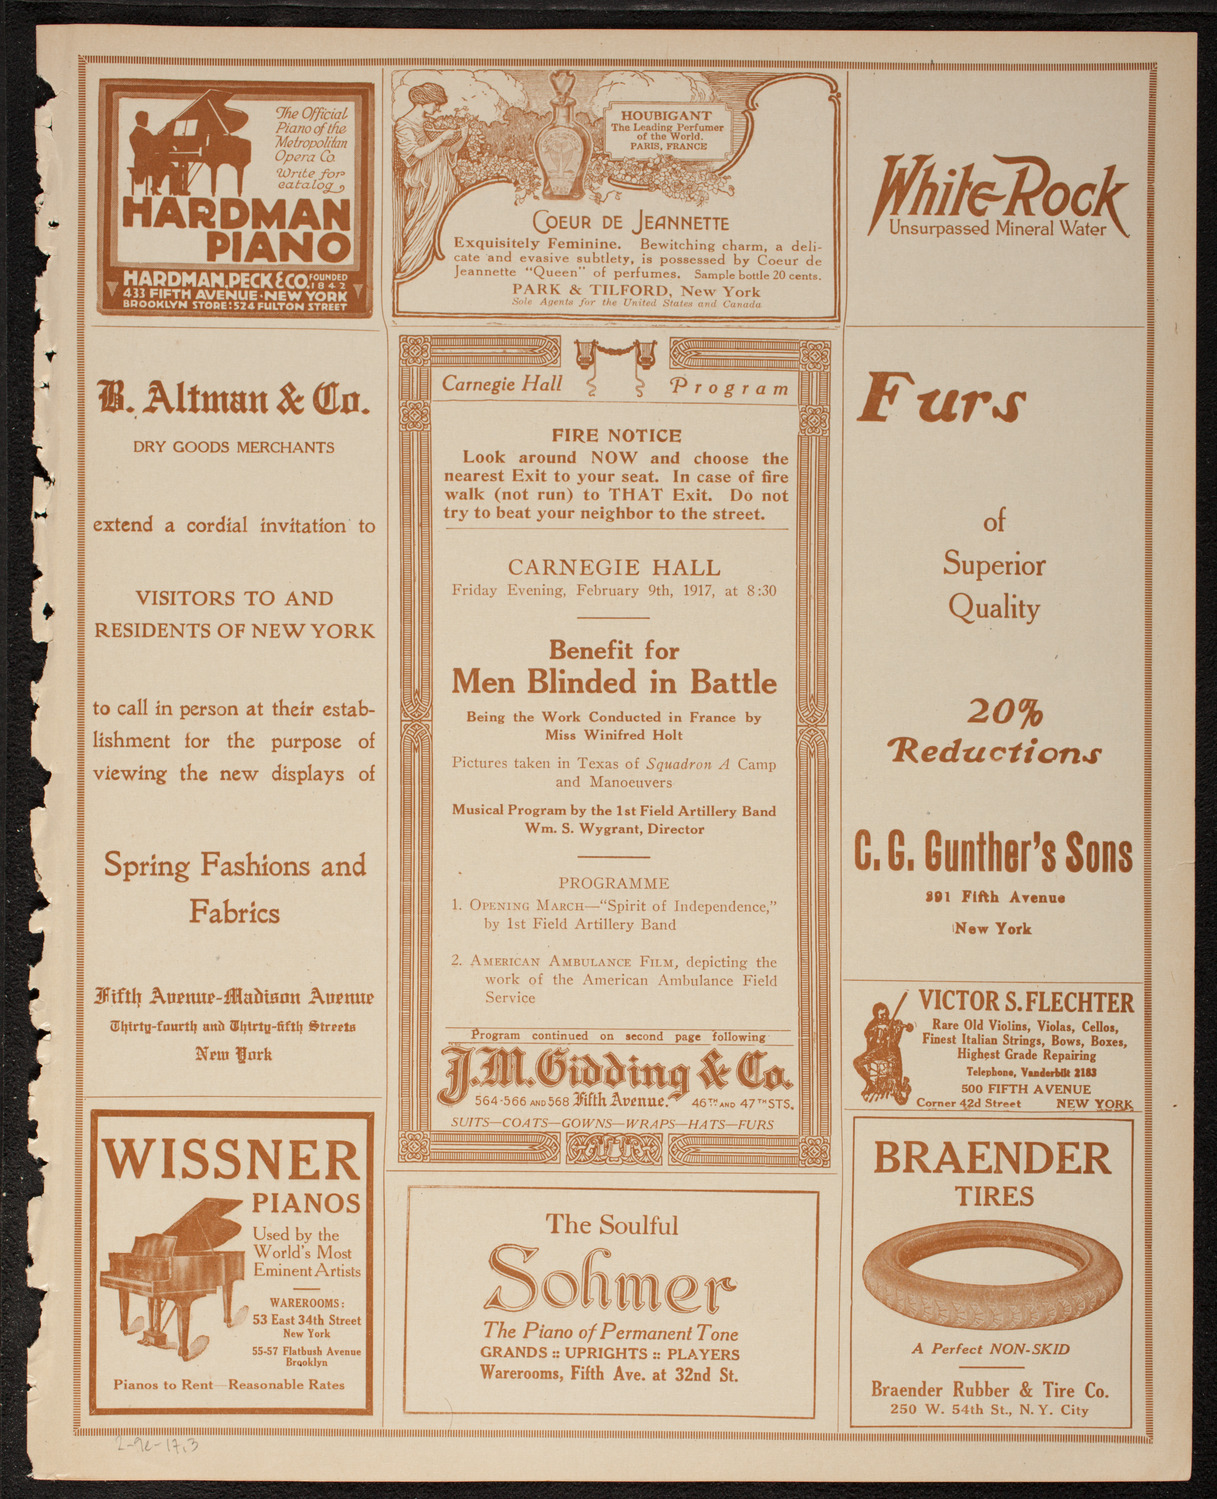 The Official
Piano of the
Metropolitan
Opera Co.
Write for
catalog
HARDMAN
PIANO
HARDMAN, PECK & CO. FOUNDED 1842
433 FIFTH AVENUE · NEW YORK
BROOKLYN STORE: 524 FULTON STREET
HOUBIGANT
The Leading Perfumer
of the World.
PARIS, FRANCE
COEUR DE JEANNETTE
Exquisitely Feminine. Bewitching charm, a deli-
cate and evasive subtlety, is possessed by Coeur de
Jeannette "Queen" of perfumes. Sample bottle 20 cents.
PARK & TILFORD, New York
Sole Agents for the United States and Canada
White-Rock
Unsurpassed Mineral Water
B. Altman & Co.
DRY GOODS MERCHANTS
extend a cordial invitation to
VISITORS TO AND
RESIDENTS OF NEW YORK
to call in person at their estab-
lishment for the purpose of
viewing the new displays of
Spring Fashions and
Fabrics
Fifth Avenue-Madison Avenue
Thirty-fourth and Thirty-fifth Streets
New York
WISSNER
PIANOS
Used by the
World's Most
Eminent Artists
WAREROOMS:
53 East 34th Street
New York
55-57 Flatbush Avenue
Brooklyn
Pianos to Rent—Reasonable Rates
Carnegie Hall Program
FIRE NOTICE
Look around NOW and choose the
nearest Exit to your seat. In case of fire
walk (not run) to THAT Exit. Do not
try to beat your neighbor to the street.
CARNEGIE HALL
Friday Evening, February 9th, 1917, at 8:30
Benefit for
Men Blinded in Battle
Being the Work Conducted in France by
Miss Winifred Holt
Pictures taken in Texas of Squadron A Camp
and Manoeuvers
Musical Program by the 1st Field Artillery Band
Wm. S. Wygrant, Director
PROGRAMME
1. OPENING MARCH—"Spirit of Independence,"
by 1st Field Artillery Band
2. AMERICAN AMBULANCE FILM, depicting the
work of the American Ambulance Field
Service
Program continued on second page following
J.M. Gidding & Co.
564-566 AND 568 Fifth Avenue. 46TH AND 47TH STS.
SUITS—COATS—GOWNS—WRAPS—HATS—FURS
The Soulful
Sohmer
The Piano of Permanent Tone
GRANDS :: UPRIGHTS :: PLAYERS
Warerooms, Fifth Ave. at 32nd St.
Furs
of
Superior
Quality
20%
Reductions
C. G. Gunther's Sons
391 Fifth Avenue
New York
VICTOR S. FLECHTER
Rare Old Violins, Violas, Cellos,
Finest Italian Strings, Bows, Boxes,
Highest Grade Repairing
Telephone, Vanderbilt 2183
500 FIFTH AVENUE
Corner 42d Street NEW YORK
BRAENDER
TIRES
A Perfect NON-SKID
Braender Rubber & Tire Co.
250 W. 54th St., N. Y. City